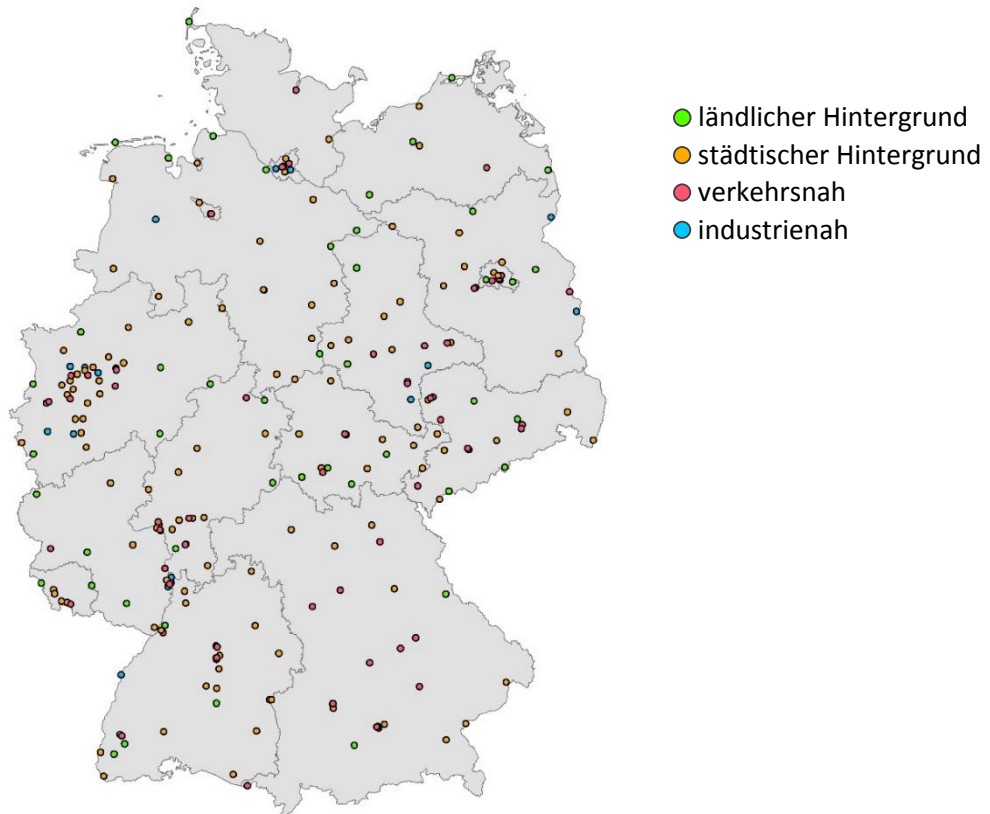 ländlicher Hintergrund
städtischer Hintergrund
verkehrsnah
industrienah